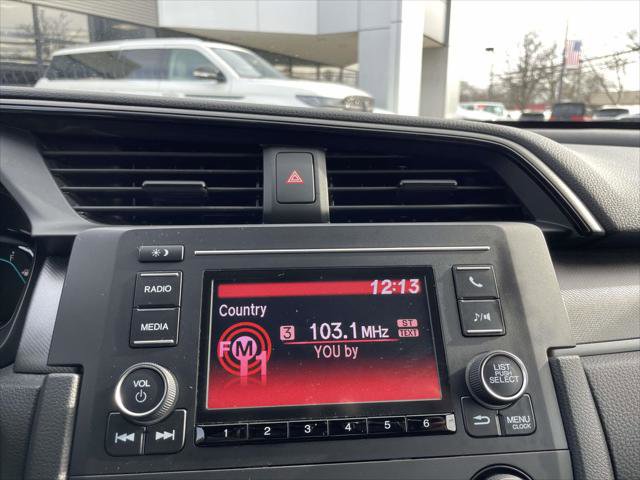 RADIO
MEDIA
VOL
12:13
Country
FM1
3 103.1 MHz ST
TEXT
YOU by
LIST
PUSH
SELECT
MENU
CLOCK
1 2 3 4 5 6